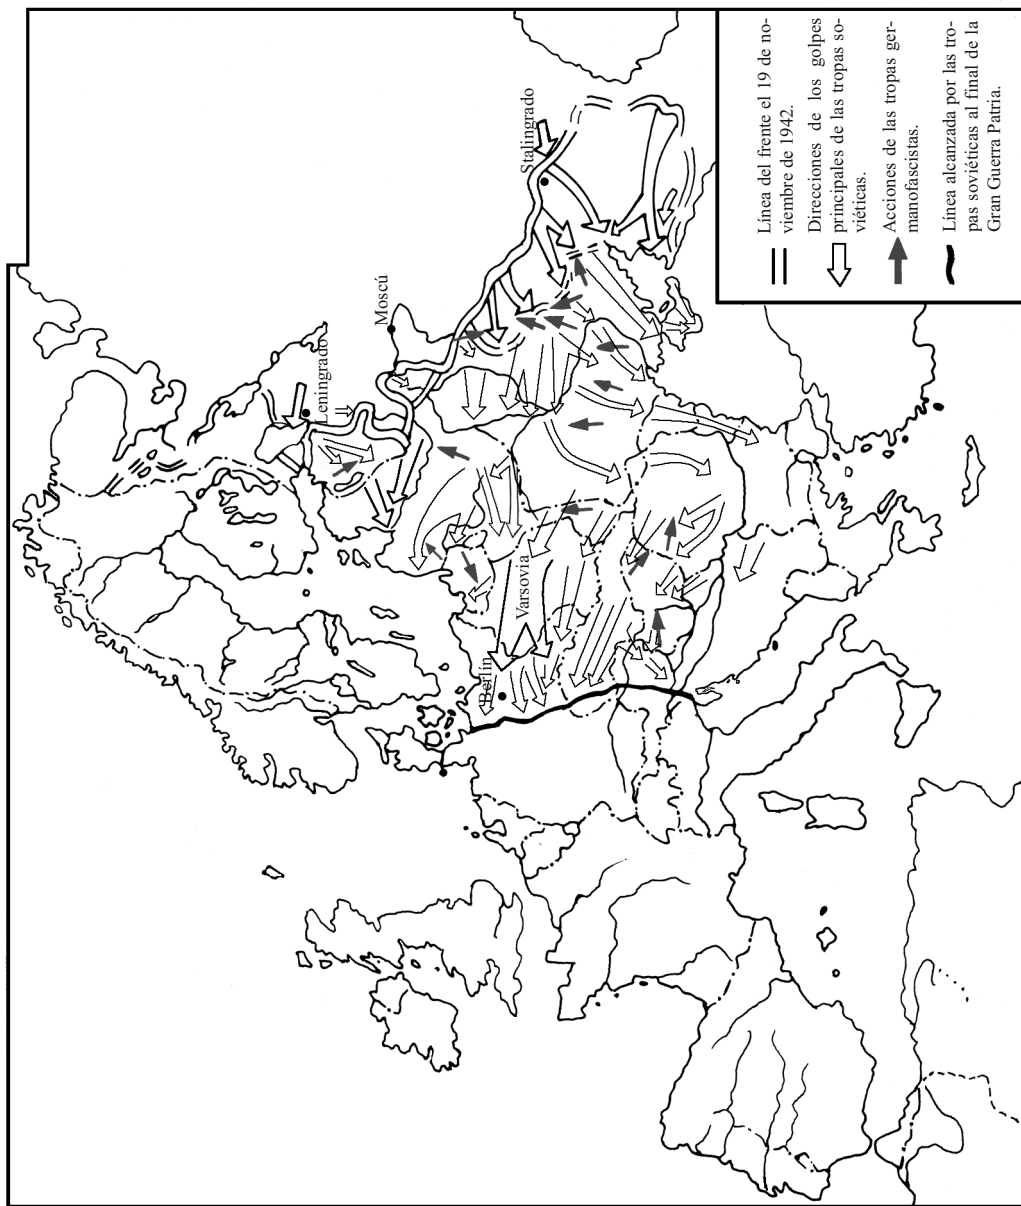 Leningrado
Moscú
Stalingrado
Berlín
Varsovia
Línea del frente el 19 de no-
viembre de 1942.
Direcciones de los golpes
principales de las tropas so-
viéticas.
Acciones de las tropas ger-
manofascistas.
Línea alcanzada por las tro-
pas soviéticas al final de la
Gran Guerra Patria.